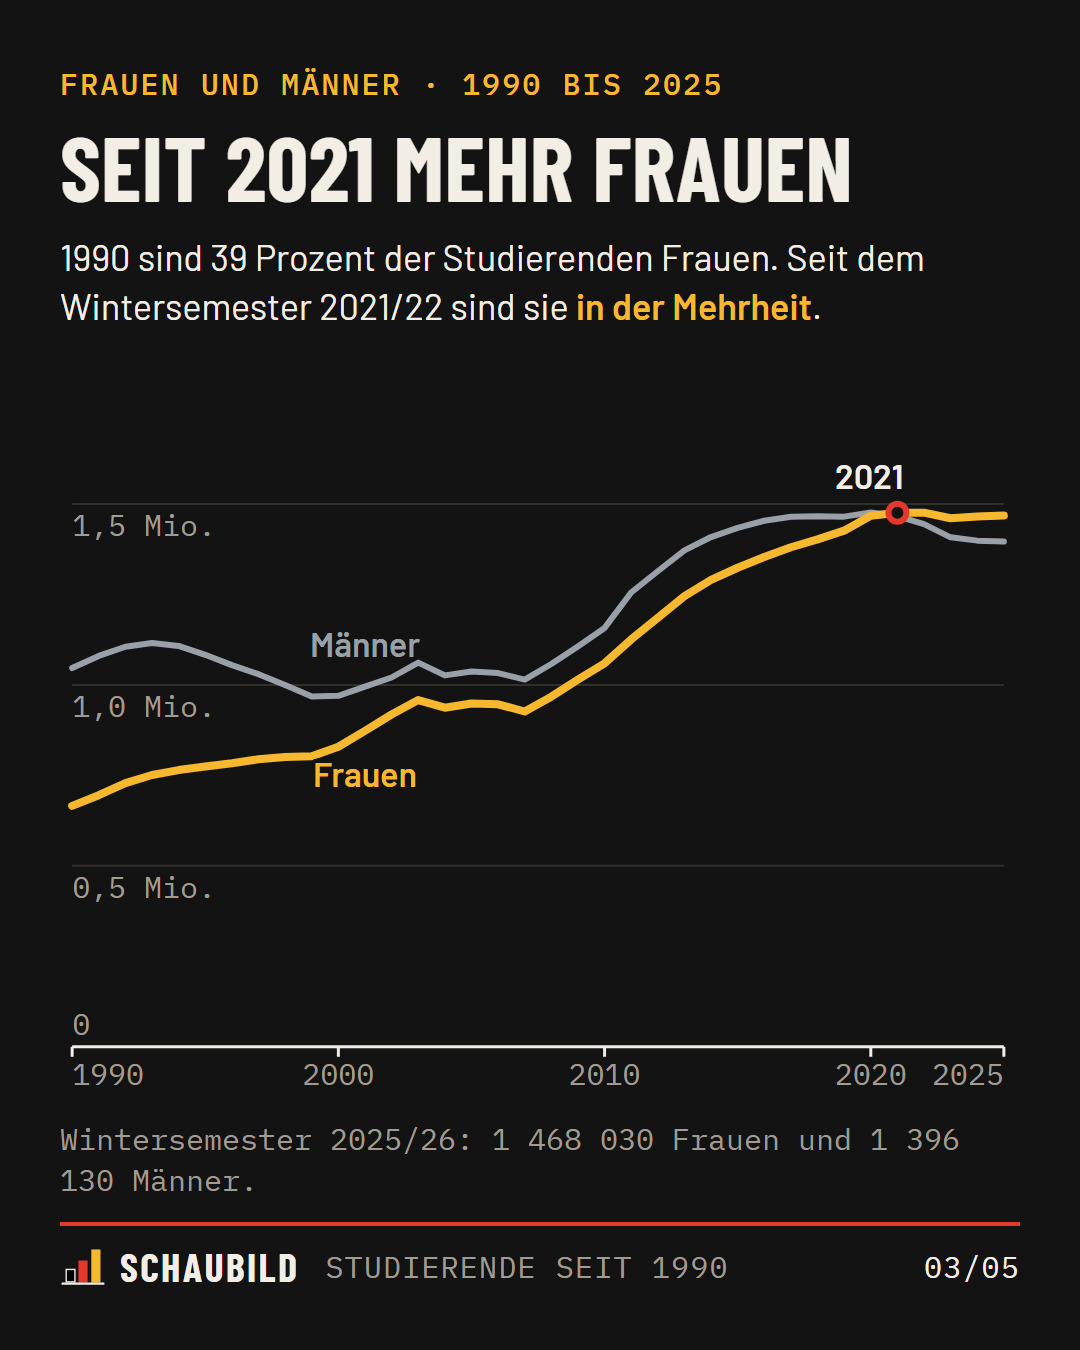 FRAUEN UND MÄNNER · 1990 BIS 2025
SEIT 2021 MEHR FRAUEN
1990 sind 39 Prozent der Studierenden Frauen. Seit dem
Wintersemester 2021/22 sind sie in der Mehrheit.
2021
1,5 Mio.
Männer
1,0 Mio.
Frauen
0,5 Mio.
0
1990 2000 2010 2020 2025
Wintersemester 2025/26: 1 468 030 Frauen und 1 396
130 Männer.
SCHAUBILD STUDIERENDE SEIT 1990 03/05